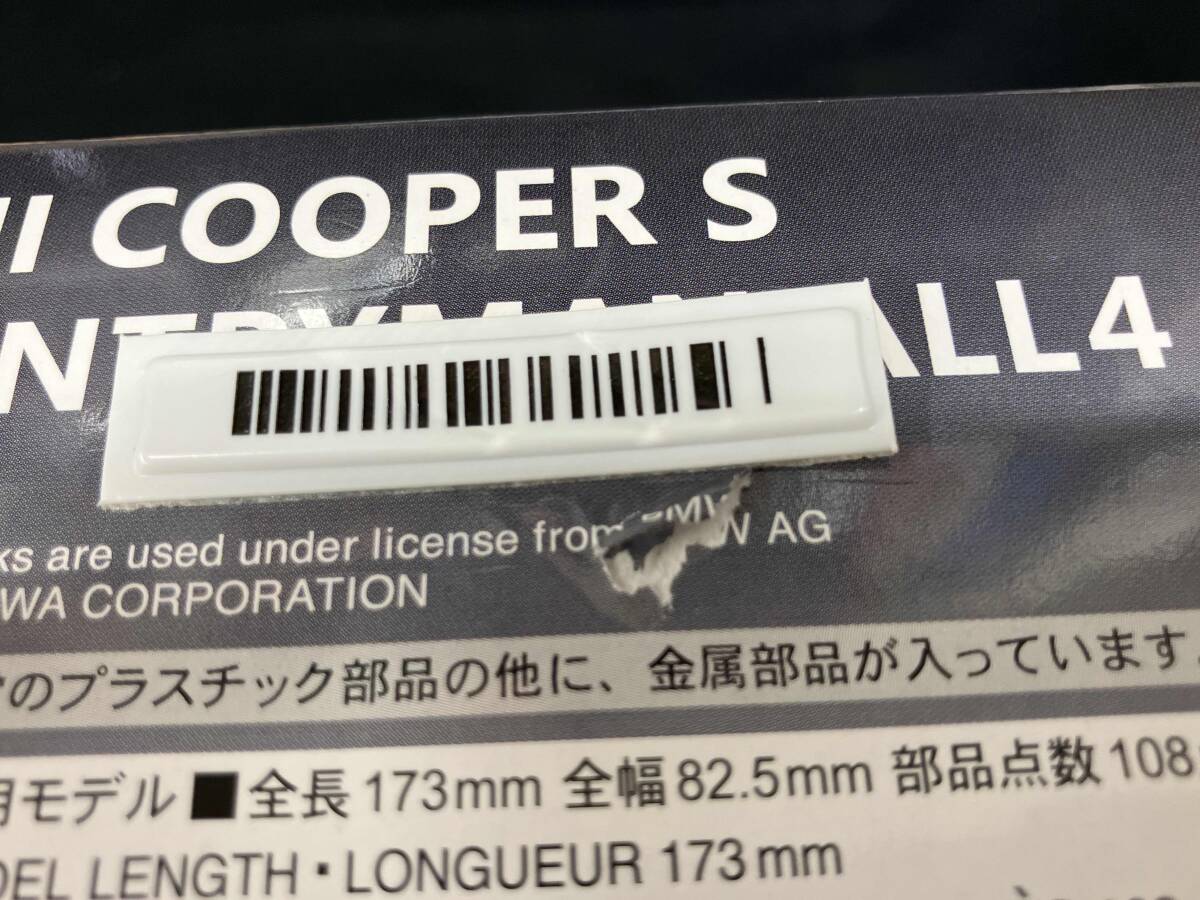 COOPER S
NTRYMAN ALL4
ks are used under license from BMW AG
WA CORPORATION
のプラスチック部品の他に、金属部品が入っています。
用モデル ■全長173mm 全幅82.5mm 部品点数108
DEL LENGTH・LONGUEUR 173mm